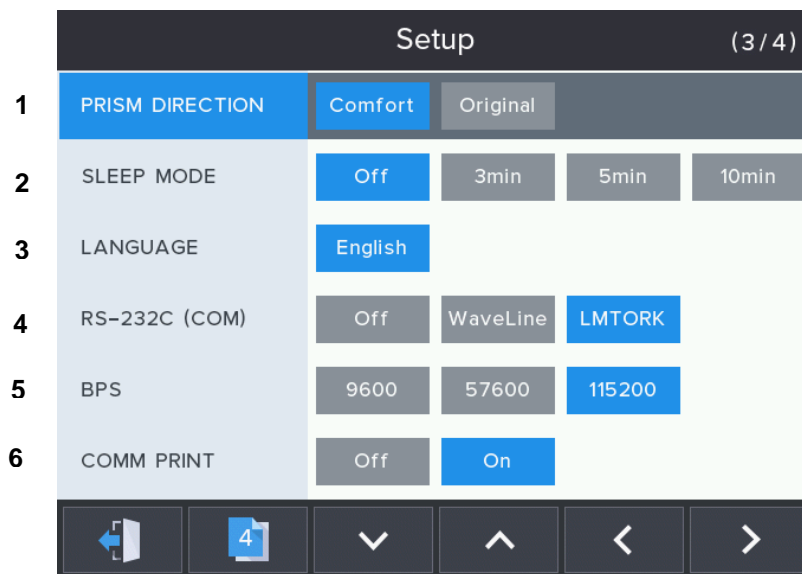 Setup (3/4)
1 PRISM DIRECTION Comfort Original
2 SLEEP MODE Off 3min 5min 10min
3 LANGUAGE English
4 RS-232C (COM) Off WaveLine LMTORK
5 BPS 9600 57600 115200
6 COMM PRINT Off On
4